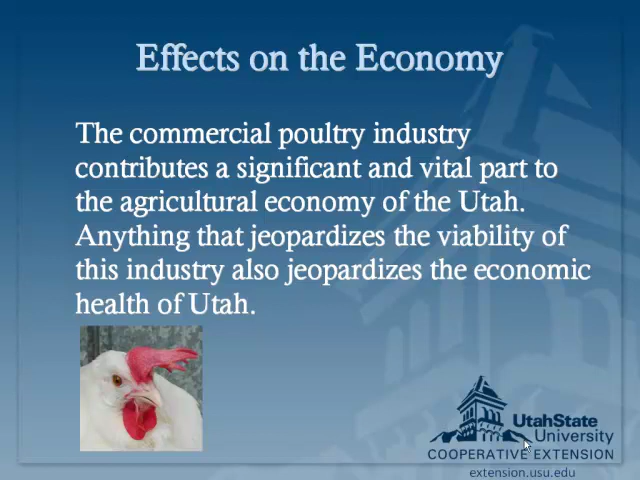 Effects on the Economy
The commercial poultry industry
contributes a significant and vital part to
the agricultural economy of the Utah.
Anything that jeopardizes the viability of
this industry also jeopardizes the economic
health of Utah.
UtahState
University
COOPERATIVE EXTENSION
extension.usu.edu